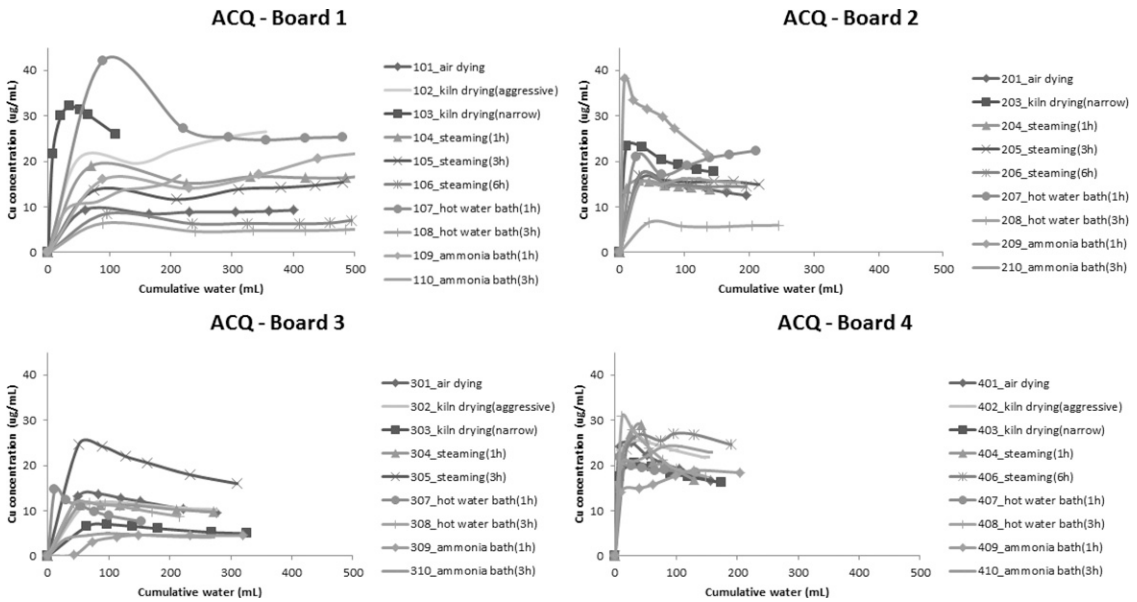 ACQ - Board 1
Cu concentration (ug/mL)
40
30
20
10
0
0 100 200 300 400 500
Cumulative water (mL)
101_air dying
102_kiln drying(aggressive)
103_kiln drying(narrow)
104_steaming(1h)
105_steaming(3h)
106_steaming(6h)
107_hot water bath(1h)
108_hot water bath(3h)
109_ammonia bath(1h)
110_ammonia bath(3h)
ACQ - Board 2
Cu concentration (ug/mL)
40
30
20
10
0
0 100 200 300 400 500
Cumulative water (mL)
201_air dying
203_kiln drying(narrow)
204_steaming(1h)
205_steaming(3h)
206_steaming(6h)
207_hot water bath(1h)
208_hot water bath(3h)
209_ammonia bath(1h)
210_ammonia bath(3h)
ACQ - Board 3
Cu concentration (ug/mL)
40
30
20
10
0
0 100 200 300 400 500
Cumulative water (mL)
301_air dying
302_kiln drying(aggressive)
303_kiln drying(narrow)
304_steaming(1h)
305_steaming(3h)
307_hot water bath(1h)
308_hot water bath(3h)
309_ammonia bath(1h)
310_ammonia bath(3h)
ACQ - Board 4
Cu concentration (ug/mL)
40
30
20
10
0
0 100 200 300 400 500
Cumulative water (mL)
401_air dying
402_kiln drying(aggressive)
403_kiln drying(narrow)
404_steaming(1h)
406_steaming(6h)
407_hot water bath(1h)
408_hot water bath(3h)
409_ammonia bath(1h)
410_ammonia bath(3h)